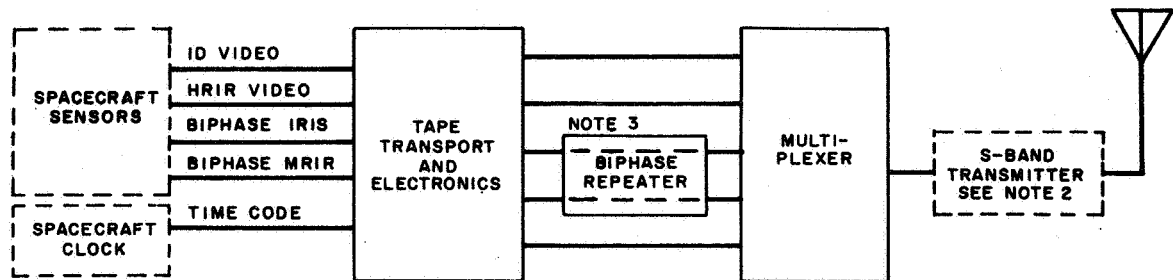 SPACECRAFT
SENSORS
ID VIDEO
HRIR VIDEO
BIPHASE IRIS
BIPHASE MRIR
SPACECRAFT
CLOCK
TIME CODE
TAPE
TRANSPORT
AND
ELECTRONICS
NOTE 3
BIPHASE
REPEATER
MULTI-
PLEXER
S-BAND
TRANSMITTER
SEE NOTE 2